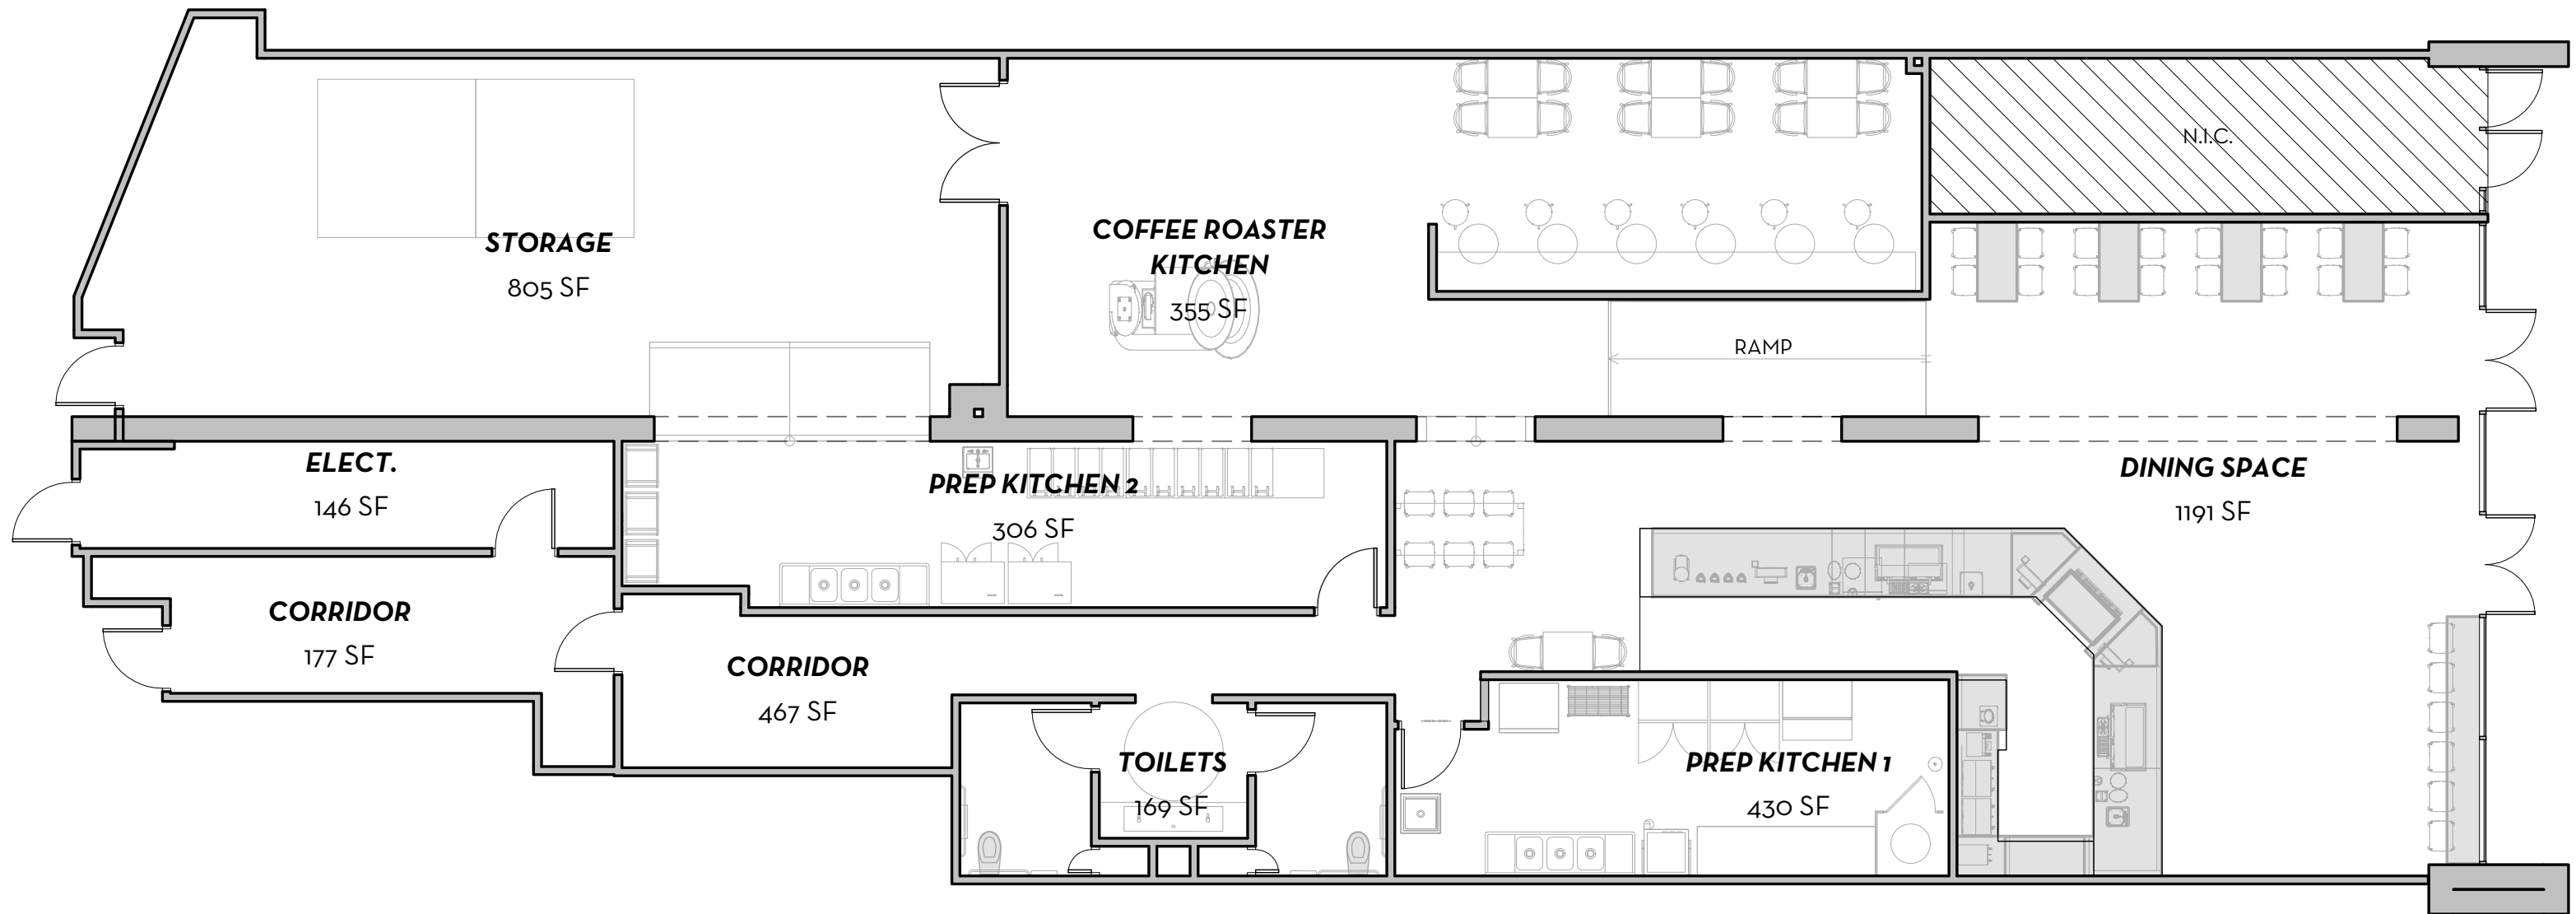 N.I.C.
STORAGE
805 SF
COFFEE ROASTER
KITCHEN
355 SF
RAMP
ELECT.
146 SF
PREP KITCHEN 2
306 SF
DINING SPACE
1191 SF
CORRIDOR
177 SF
CORRIDOR
467 SF
TOILETS
169 SF
PREP KITCHEN 1
430 SF